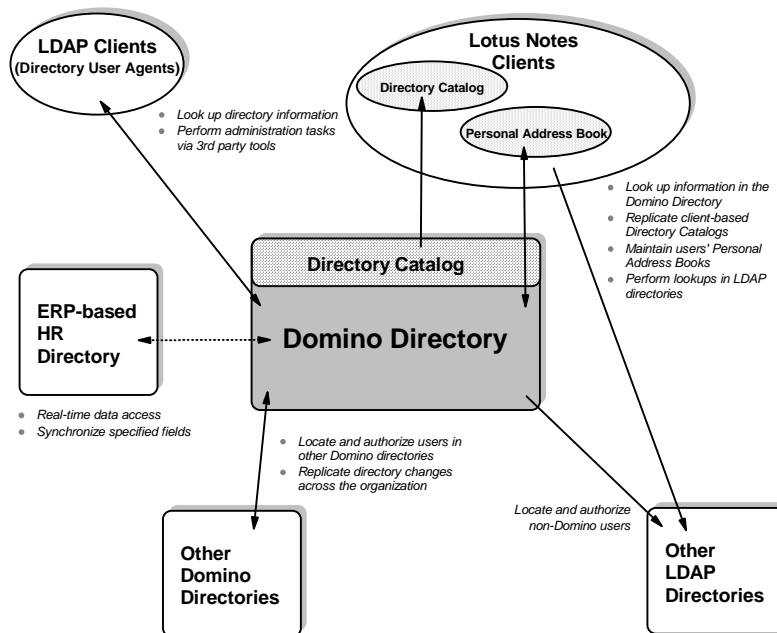 LDAP Clients
(Directory User Agents)
Lotus Notes
Clients
Directory Catalog
Personal Address Book
• Look up directory information
• Perform administration tasks
via 3rd party tools
• Look up information in the
Domino Directory
• Replicate client-based
Directory Catalogs
• Maintain users' Personal
Address Books
• Perform lookups in LDAP
directories
Directory Catalog
Domino Directory
ERP-based
HR
Directory
• Real-time data access
• Synchronize specified fields
• Locate and authorize users in
other Domino directories
• Replicate directory changes
across the organization
Locate and authorize
non-Domino users
Other
Domino
Directories
Other
LDAP
Directories